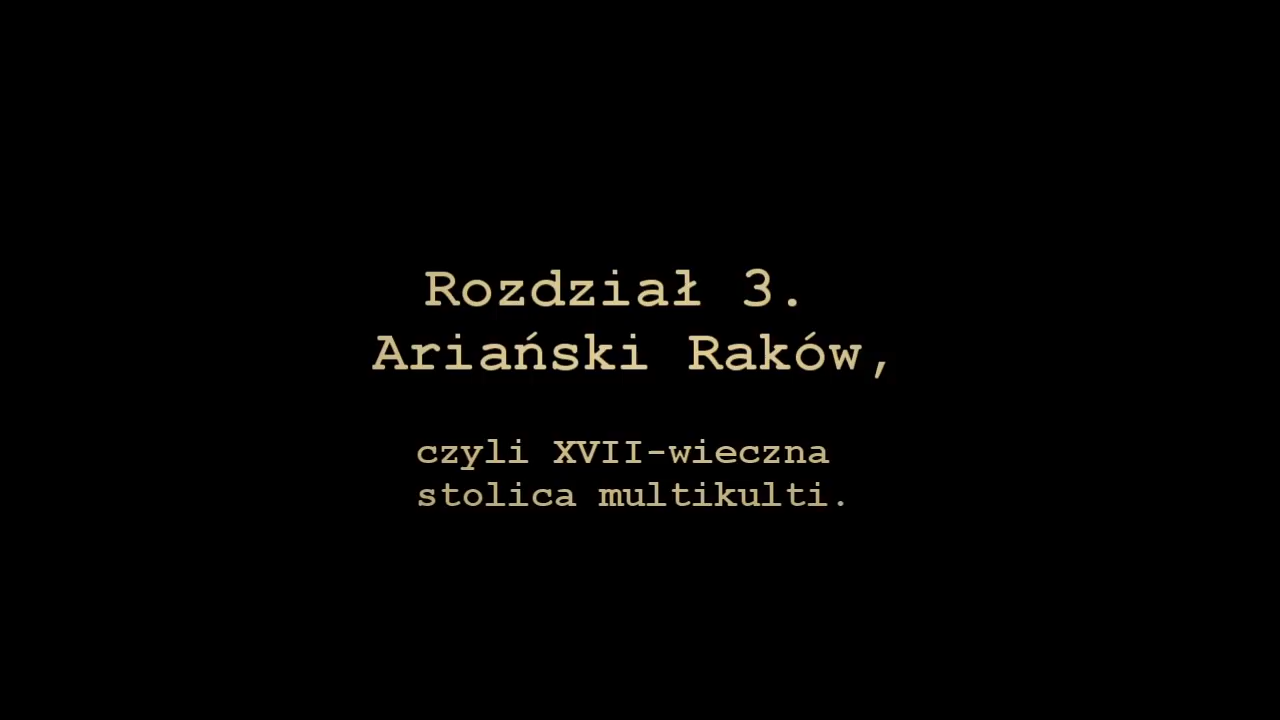 Rozdział 3.
Ariański Raków,
czyli XVII-wieczna
stolica multikulti.